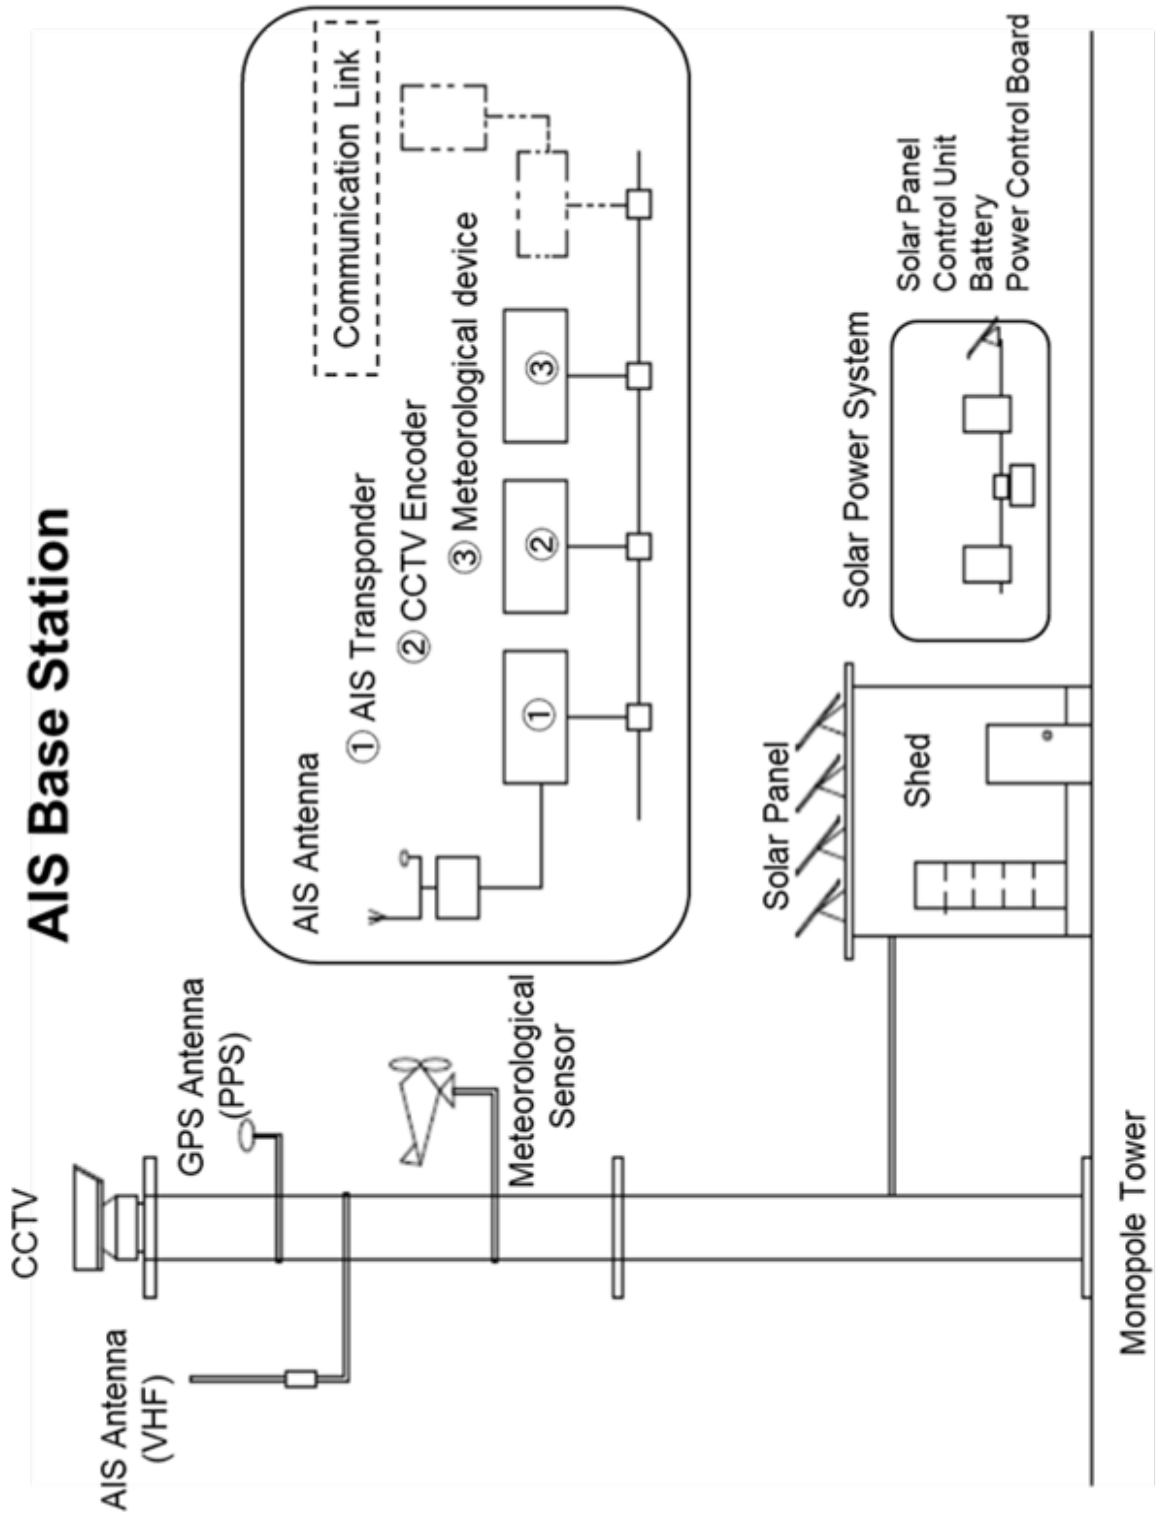 AIS Base Station
CCTV
AIS Antenna
(VHF)
GPS Antenna
(PPS)
Meteorological
Sensor
Monopole Tower
AIS Antenna
① AIS Transponder
② CCTV Encoder
③ Meteorological device
Communication Link
①
②
③
Solar Panel
Shed
Solar Power System
Solar Panel
Control Unit
Battery
Power Control Board